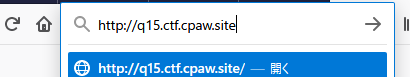 http://q15.ctf.cpaw.site
http://q15.ctf.cpaw.site/ — 開く